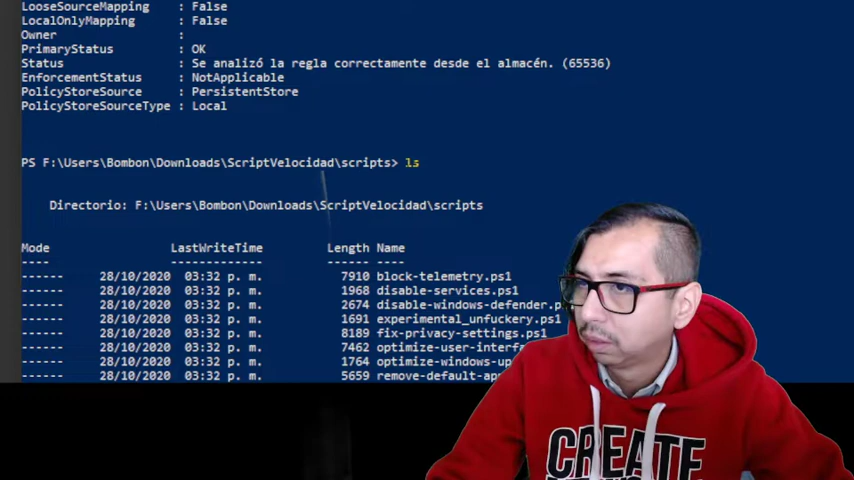 LooseSourceMapping : False
LocalOnlyMapping : False
Owner :
PrimaryStatus : OK
Status : Se analizó la regla correctamente desde el almacén. (65536)
EnforcementStatus : NotApplicable
PolicyStoreSource : PersistentStore
PolicyStoreSourceType : Local
PS F:\Users\Bombon\Downloads\ScriptVelocidad\scripts> ls
Directorio: F:\Users\Bombon\Downloads\ScriptVelocidad\scripts
Mode LastWriteTime Length Name
---- ------------- ------ ----
------ 28/10/2020 03:32 p. m. 7910 block-telemetry.ps1
------ 28/10/2020 03:32 p. m. 1968 disable-services.ps1
------ 28/10/2020 03:32 p. m. 2674 disable-windows-defender.p
------ 28/10/2020 03:32 p. m. 1691 experimental_unfuckery.ps1
------ 28/10/2020 03:32 p. m. 8189 fix-privacy-settings.ps1
------ 28/10/2020 03:32 p. m. 7462 optimize-user-interf
------ 28/10/2020 03:32 p. m. 1764 optimize-windows-up
------ 28/10/2020 03:32 p. m. 5659 remove-default-ap
CREATE